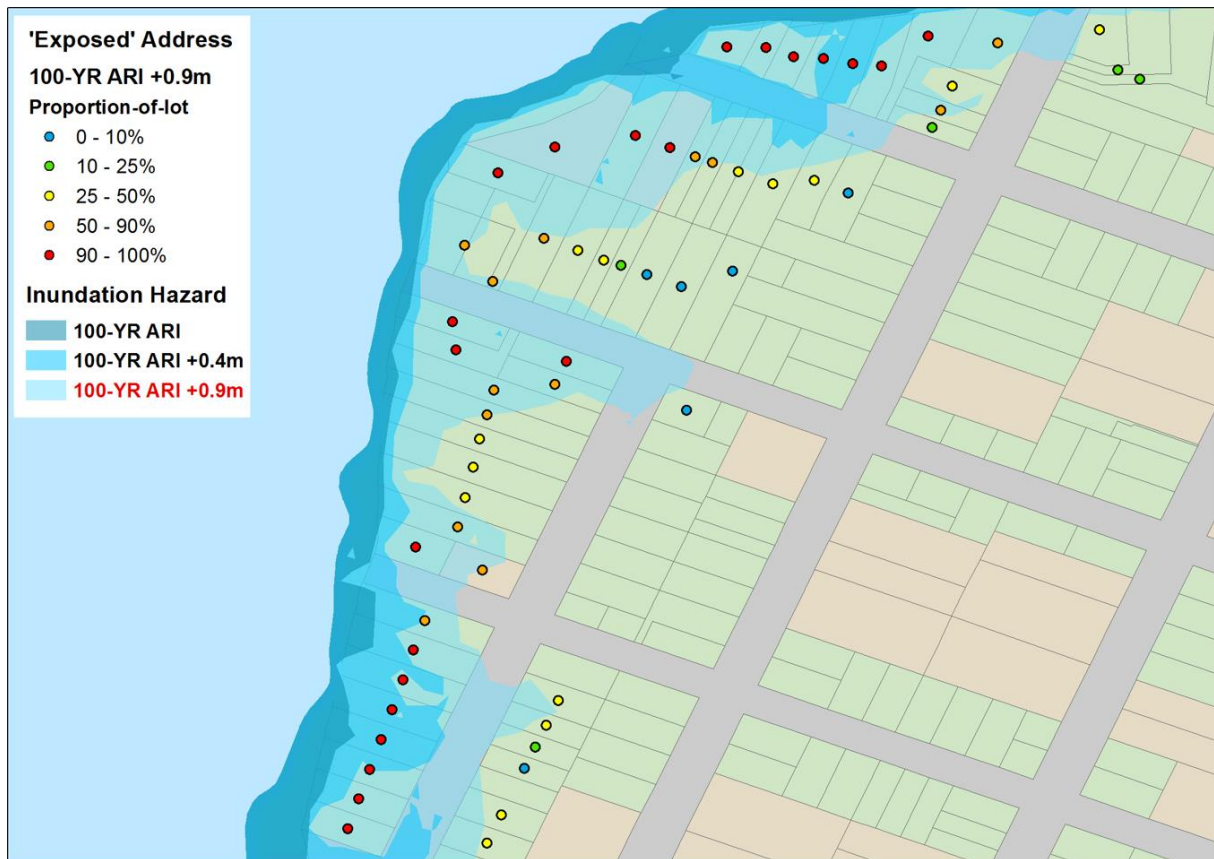 'Exposed' Address
100-YR ARI +0.9m
Proportion-of-lot
0 - 10%
10 - 25%
25 - 50%
50 - 90%
90 - 100%
Inundation Hazard
100-YR ARI
100-YR ARI +0.4m
100-YR ARI +0.9m